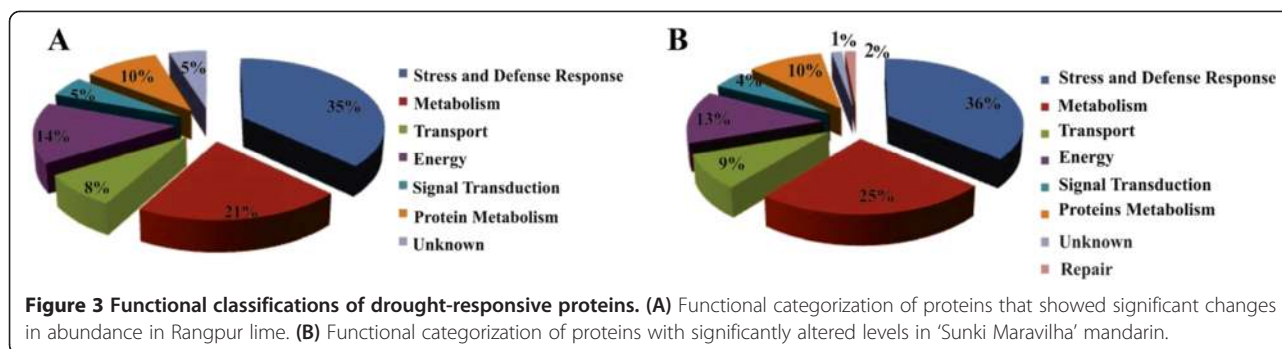 A
35%
21%
8%
14%
5%
10%
5%
Stress and Defense Response
Metabolism
Transport
Energy
Signal Transduction
Protein Metabolism
Unknown
B
36%
25%
9%
13%
4%
10%
1%
2%
Stress and Defense Response
Metabolism
Transport
Energy
Signal Transduction
Proteins Metabolism
Unknown
Repair
Figure 3 Functional classifications of drought-responsive proteins. (A) Functional categorization of proteins that showed significant changes
in abundance in Rangpur lime. (B) Functional categorization of proteins with significantly altered levels in ‘Sunki Maravilha’ mandarin.